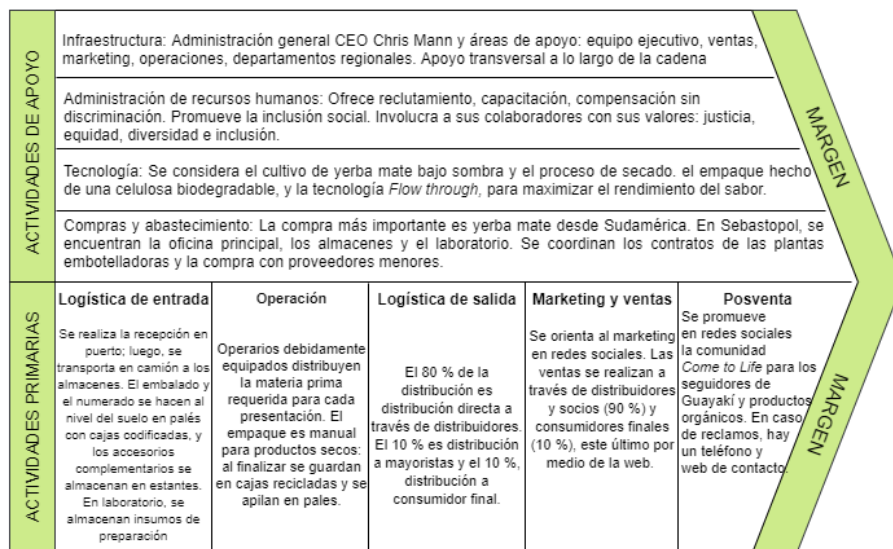 ACTIVIDADES DE APOYO
Infraestructura: Administración general CEO Chris Mann y áreas de apoyo: equipo ejecutivo, ventas,
marketing, operaciones, departamentos regionales. Apoyo transversal a lo largo de la cadena
Administración de recursos humanos: Ofrece reclutamiento, capacitación, compensación sin
discriminación. Promueve la inclusión social. Involucra a sus colaboradores con sus valores: justicia,
equidad, diversidad e inclusión.
Tecnología: Se considera el cultivo de yerba mate bajo sombra y el proceso de secado. el empaque hecho
de una celulosa biodegradable, y la tecnología Flow through, para maximizar el rendimiento del sabor.
Compras y abastecimiento: La compra más importante es yerba mate desde Sudamérica. En Sebastopol, se
encuentran la oficina principal, los almacenes y el laboratorio. Se coordinan los contratos de las plantas
embotelladoras y la compra con proveedores menores.
MARGEN
ACTIVIDADES PRIMARIAS
Logística de entrada
Se realiza la recepción en
puerto; luego, se
transporta en camión a los
almacenes. El embalado y
el numerado se hacen al
nivel del suelo en palés
con cajas codificadas, y
los accesorios
complementarios se
almacenan en estantes.
En laboratorio, se
almacenan insumos de
preparación
Operación
Operarios debidamente
equipados distribuyen
la materia prima
requerida para cada
presentación. El
empaque es manual
para productos secos:
al finalizar se guardan
en cajas recicladas y se
apilan en pales.
Logística de salida
El 80 % de la
distribución es
distribución directa a
través de distribuidores.
El 10 % es distribución
a mayoristas y el 10 %,
distribución a
consumidor final.
Marketing y ventas
Se orienta al marketing
en redes sociales. Las
ventas se realizan a
través de distribuidores
y socios (90 %) y
consumidores finales
(10 %), este último por
medio de la web.
Posventa
Se promueve
en redes sociales
la comunidad
Come to Life para los
seguidores de
Guayakí y productos
orgánicos. En caso
de reclamos, hay
un teléfono y
web de contacto.
MARGEN